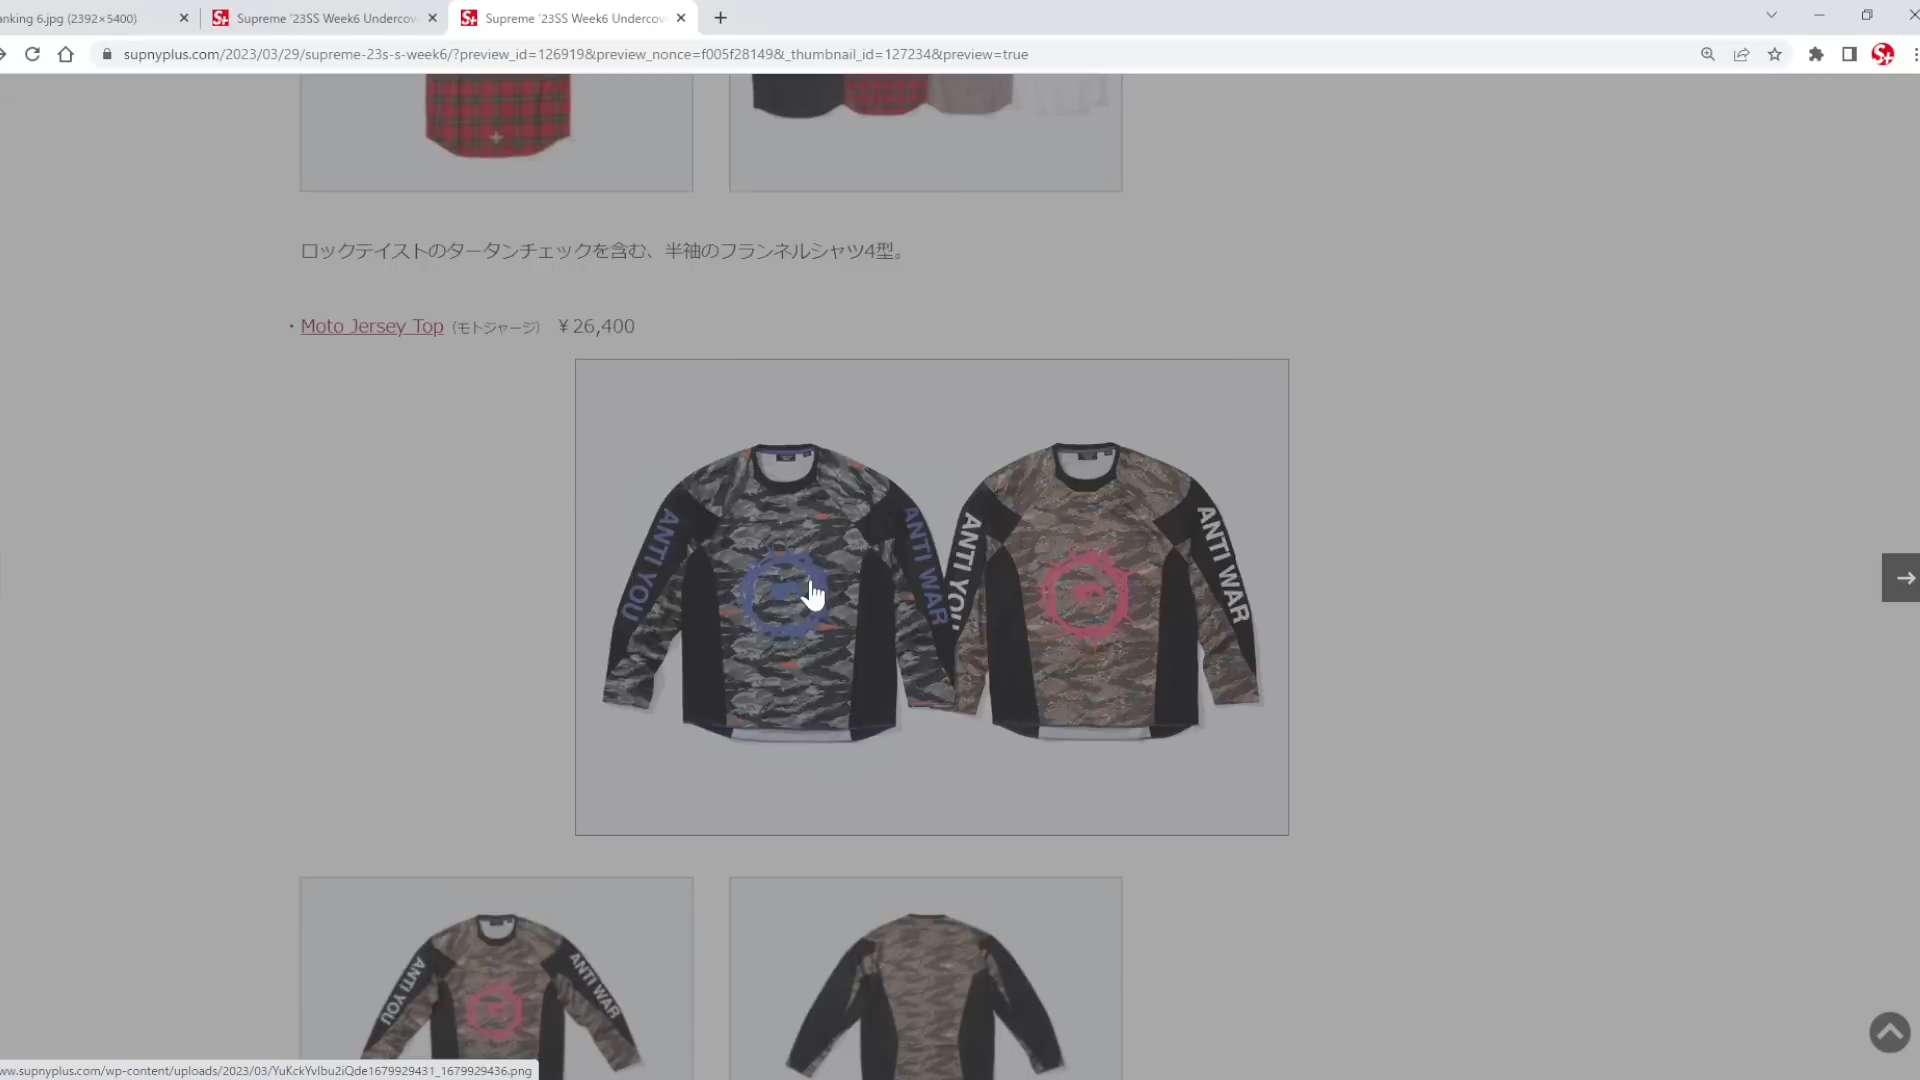 anking 6.jpg (2392×5400)
Supreme '23SS Week6 Undercov
Supreme '23SS Week6 Undercov
supnyplus.com/2023/03/29/supreme-23s-s-week6/?preview_id=126919&preview_nonce=f005f28149&_thumbnail_id=127234&preview=true
ロックテイストのタータンチェックを含む、半袖のフランネルシャツ4型。
・Moto Jersey Top（モトジャージ） ￥26,400
ANTI YOU
ANTI WAR
ANTI YOU.
ANTI WAR
ANTI YOU
ANTI WAR
ww.supnyplus.com/wp-content/uploads/2023/03/YuKckYvIbu2iQde1679929431_1679929436.png